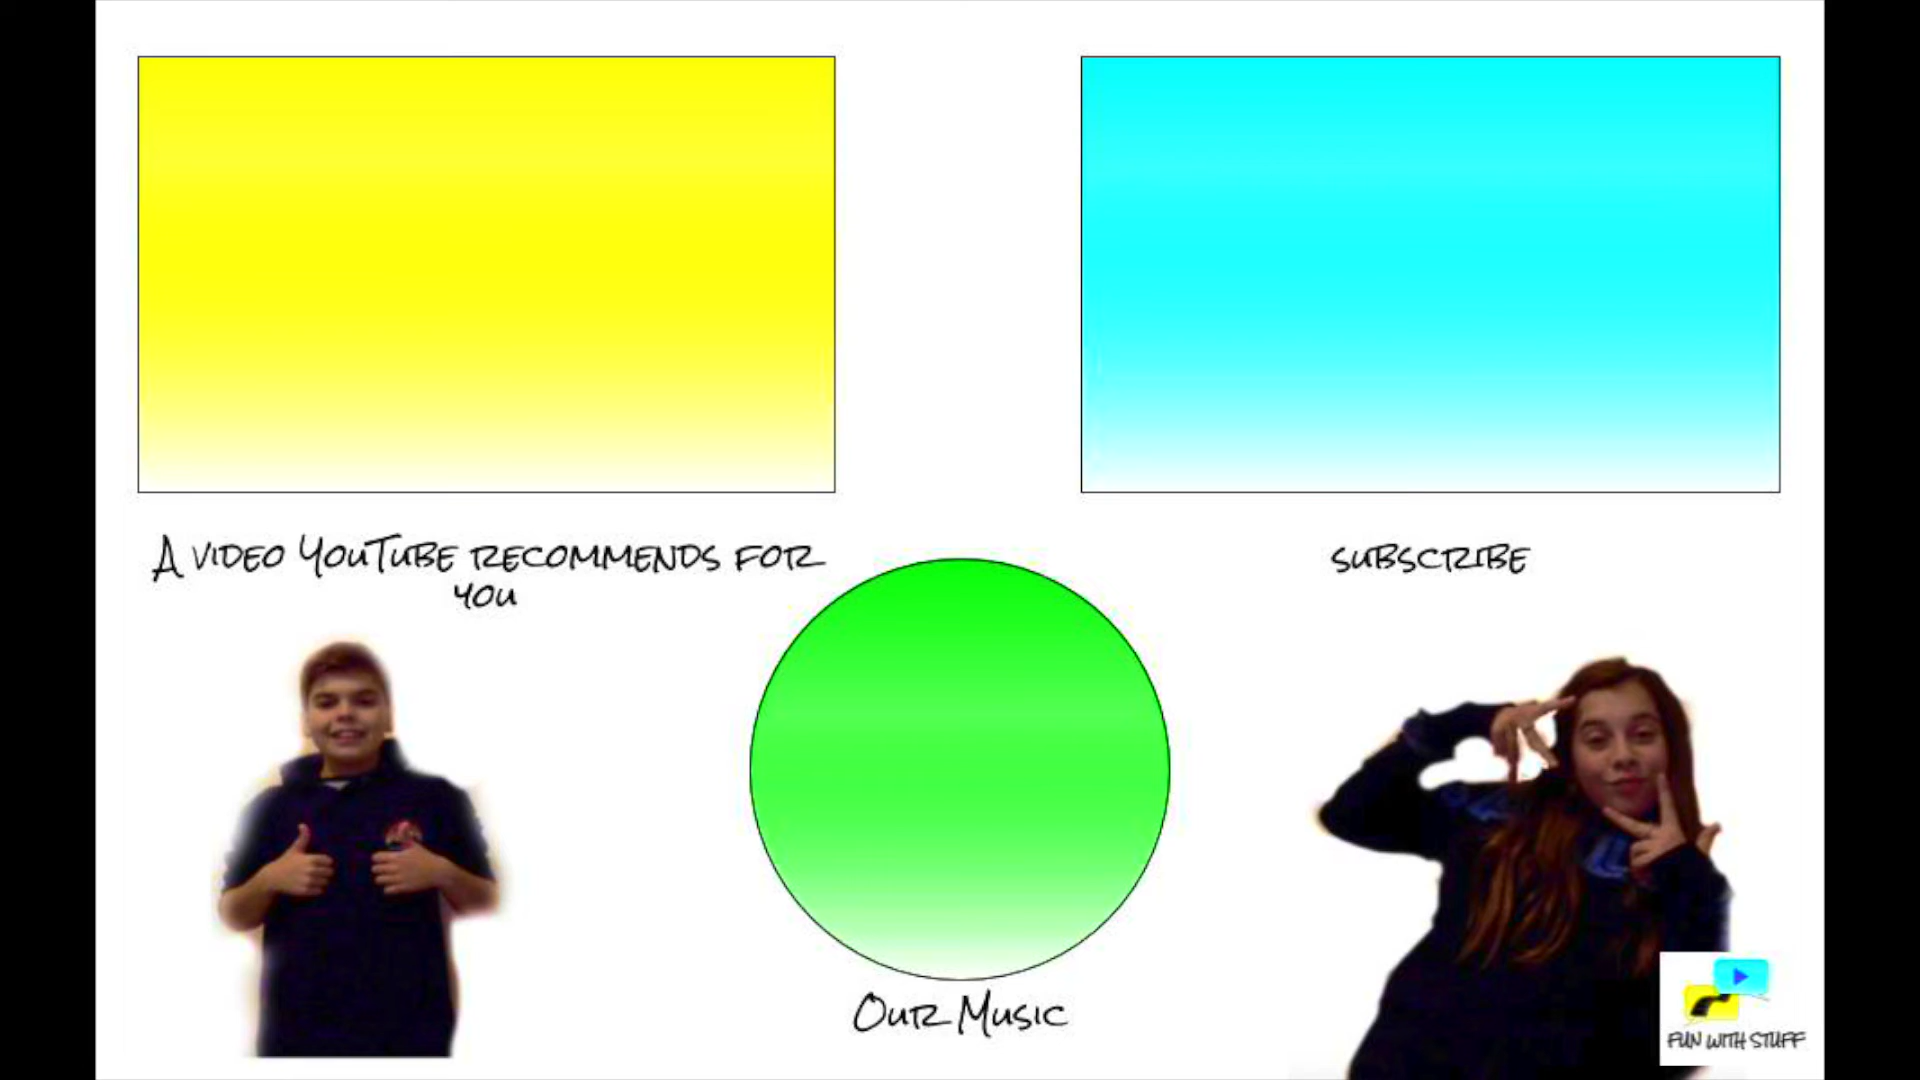 A video YouTube recommends for
you
subscribe
Our Music
FUN WITH STUFF